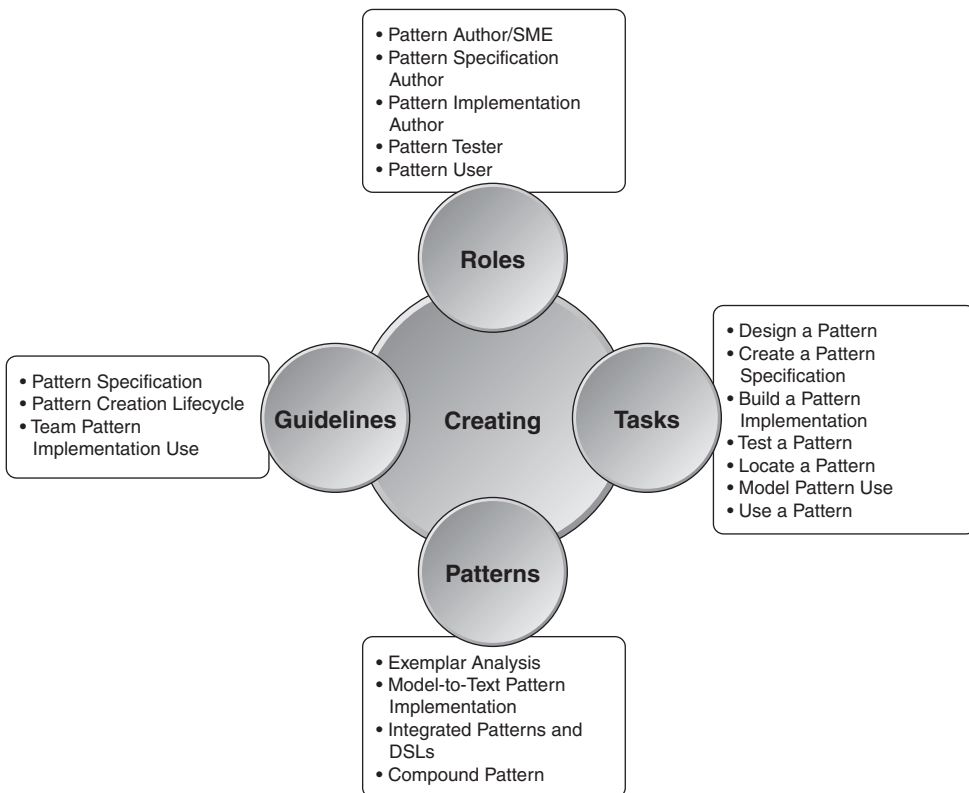 • Pattern Author/SME
• Pattern Specification
Author
• Pattern Implementation
Author
• Pattern Tester
• Pattern User
Roles
• Pattern Specification
• Pattern Creation Lifecycle
• Team Pattern
Implementation Use
Guidelines
Creating
Tasks
• Design a Pattern
• Create a Pattern
Specification
• Build a Pattern
Implementation
• Test a Pattern
• Locate a Pattern
• Model Pattern Use
• Use a Pattern
Patterns
• Exemplar Analysis
• Model-to-Text Pattern
Implementation
• Integrated Patterns and
DSLs
• Compound Pattern